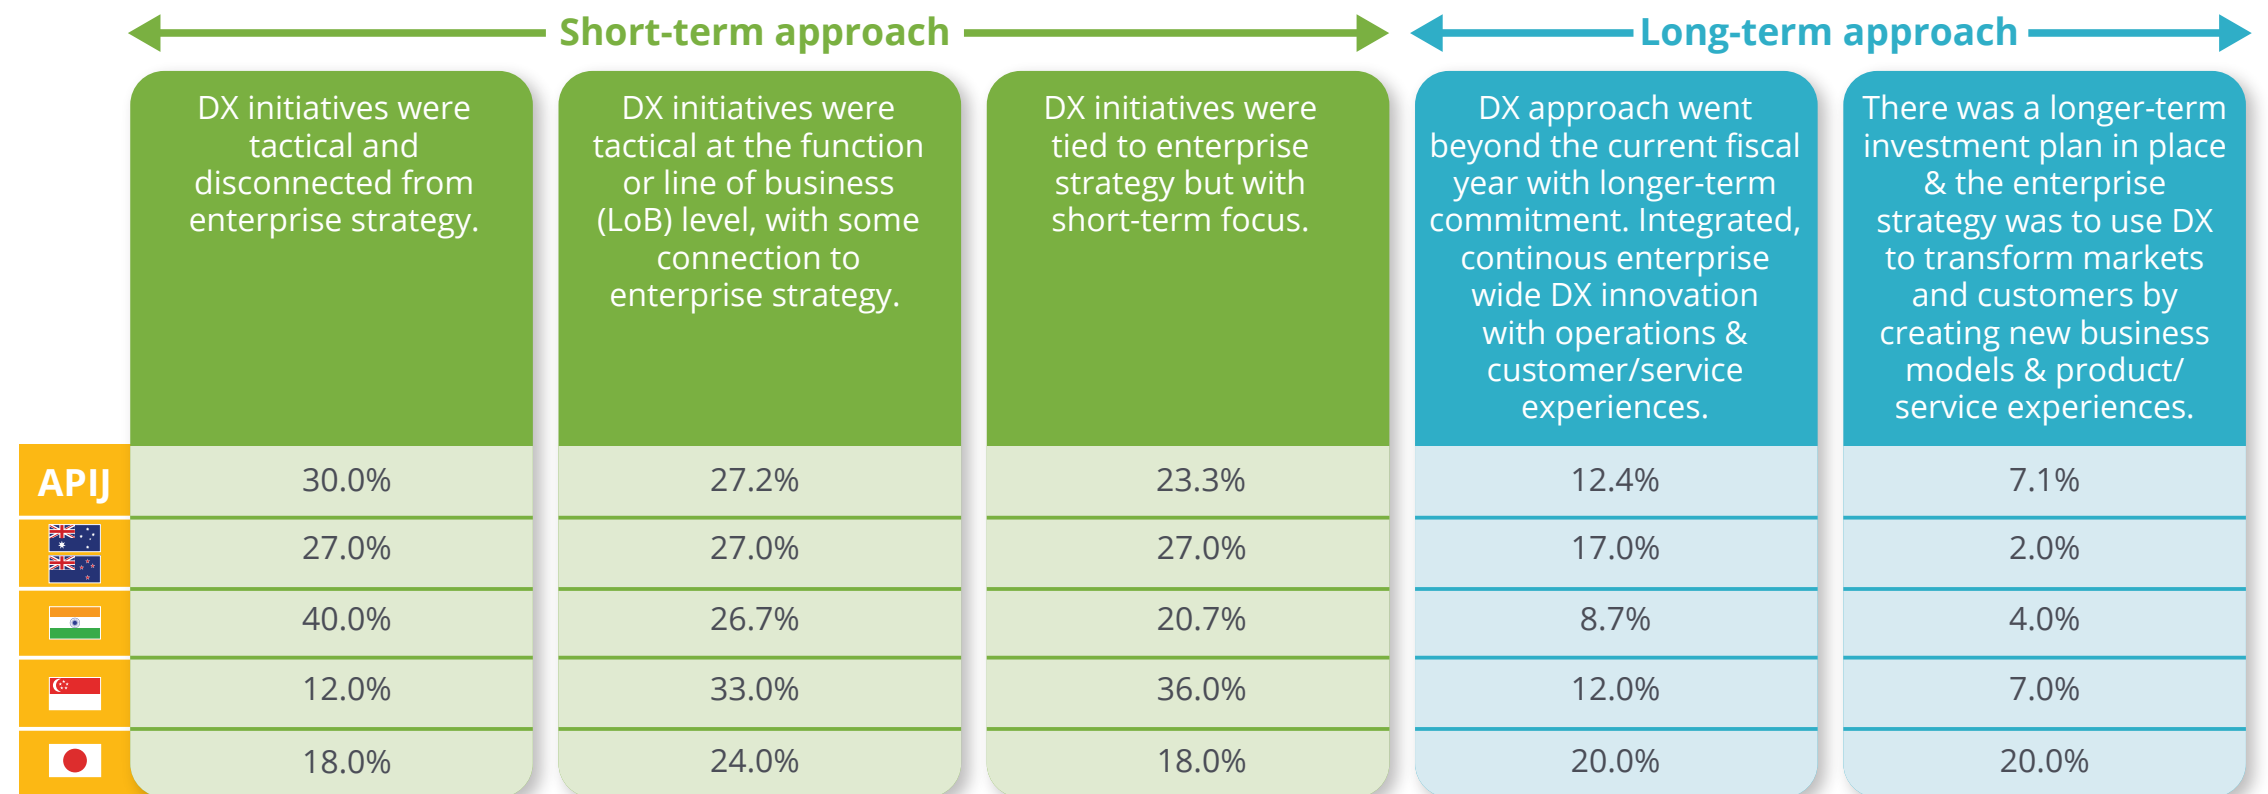 Short-term approach
Long-term approach
DX initiatives were
tactical and
disconnected from
enterprise strategy.
DX initiatives were
tactical at the function
or line of business
(LoB) level, with some
connection to
enterprise strategy.
DX initiatives were
tied to enterprise
strategy but with
short-term focus.
DX approach went
beyond the current fiscal
year with longer-term
commitment. Integrated,
continous enterprise
wide DX innovation
with operations &
customer/service
experiences.
There was a longer-term
investment plan in place
& the enterprise
strategy was to use DX
to transform markets
and customers by
creating new business
models & product/
service experiences.
APIJ 30.0% 27.2% 23.3% 12.4% 7.1%
27.0% 27.0% 27.0% 17.0% 2.0%
40.0% 26.7% 20.7% 8.7% 4.0%
12.0% 33.0% 36.0% 12.0% 7.0%
18.0% 24.0% 18.0% 20.0% 20.0%